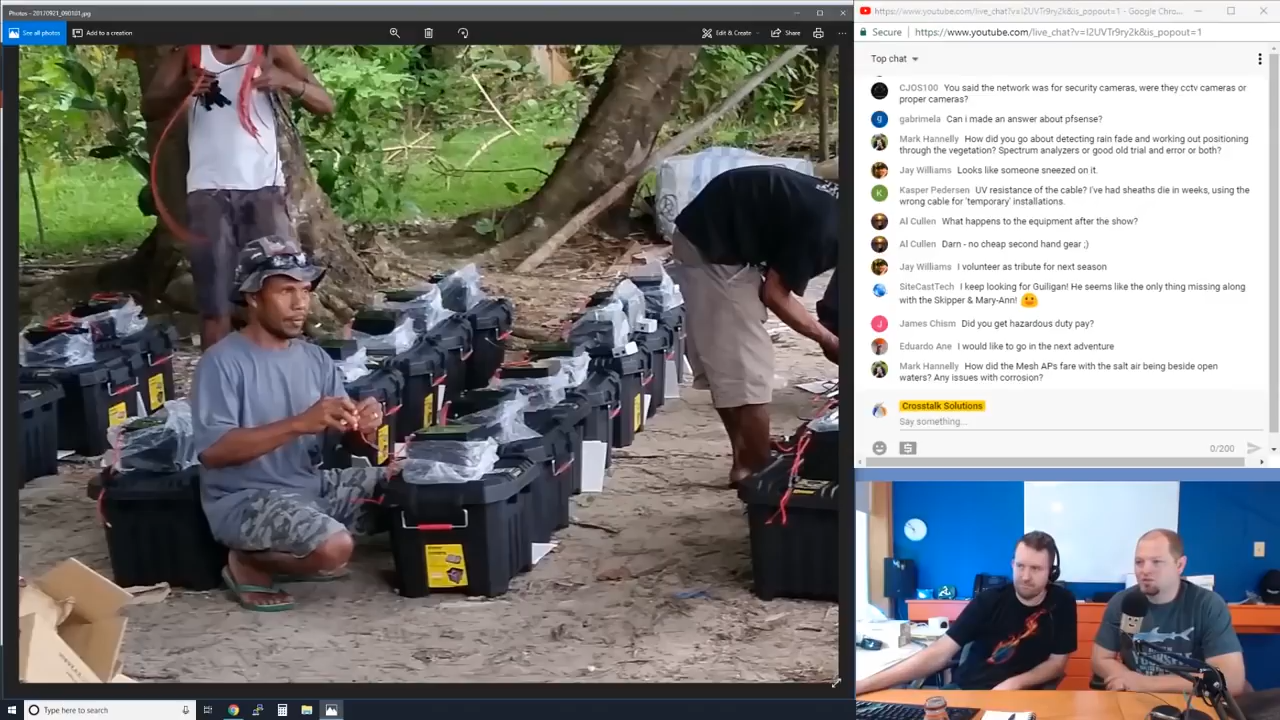 Photos - 20170921_060101.jpg
See all photos
Add to a creation
Edit & Create
Share
Type here to search
https://www.youtube.com/live_chat?v=I2UVTr9ry2k&is_popout=1 - Google Chro...
Secure
https://www.youtube.com/live_chat?v=I2UVTr9ry2k&is_popout=1
Top chat
CJOS100 You said the network was for security cameras, were they cctv cameras or
proper cameras?
gabrimela Can i made an answer about pfsense?
Mark Hannelly How did you go about detecting rain fade and working out positioning
through the vegetation? Spectrum analyzers or good old trial and error or both?
Jay Williams Looks like someone sneezed on it.
Kasper Pedersen UV resistance of the cable? I've had sheaths die in weeks, using the
wrong cable for 'temporary' installations.
Al Cullen What happens to the equipment after the show?
Al Cullen Darn - no cheap second hand gear ;)
Jay Williams I volunteer as tribute for next season
SiteCastTech I keep looking for Guiligan! He seems like the only thing missing along
with the Skipper & Mary-Ann!
James Chism Did you get hazardous duty pay?
Eduardo Ane I would like to go in the next adventure
Mark Hannelly How did the Mesh APs fare with the salt air being beside open
waters? Any issues with corrosion?
Crosstalk Solutions
Say something...
0/200